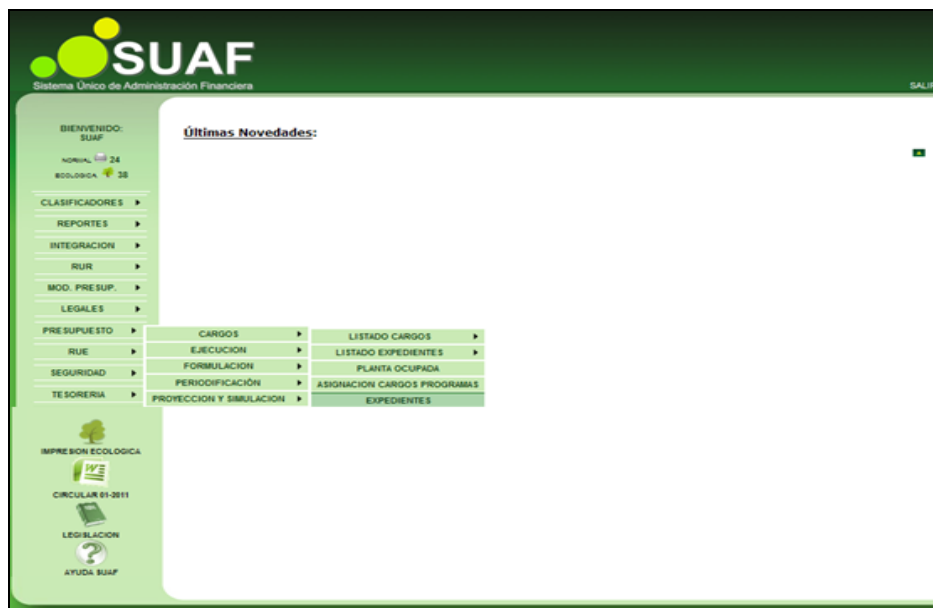 SUAF
Sistema Único de Administración Financiera
SALIR
BIENVENIDO:
SUAF
NORMAL 24
ECOLOGICA 38
Últimas Novedades:
CLASIFICADORES
REPORTES
INTEGRACION
RUR
MOD. PRESUP.
LEGALES
PRESUPUESTO
RUE
SEGURIDAD
TESORERIA
CARGOS
EJECUCION
FORMULACION
PERIODIFICACIÓN
PROYECCION Y SIMULACION
LISTADO CARGOS
LISTADO EXPEDIENTES
PLANTA OCUPADA
ASIGNACION CARGOS PROGRAMAS
EXPEDIENTES
IMPRESION ECOLOGICA
W
CIRCULAR 01-2011
LEGISLACION
?
AYUDA SUAF